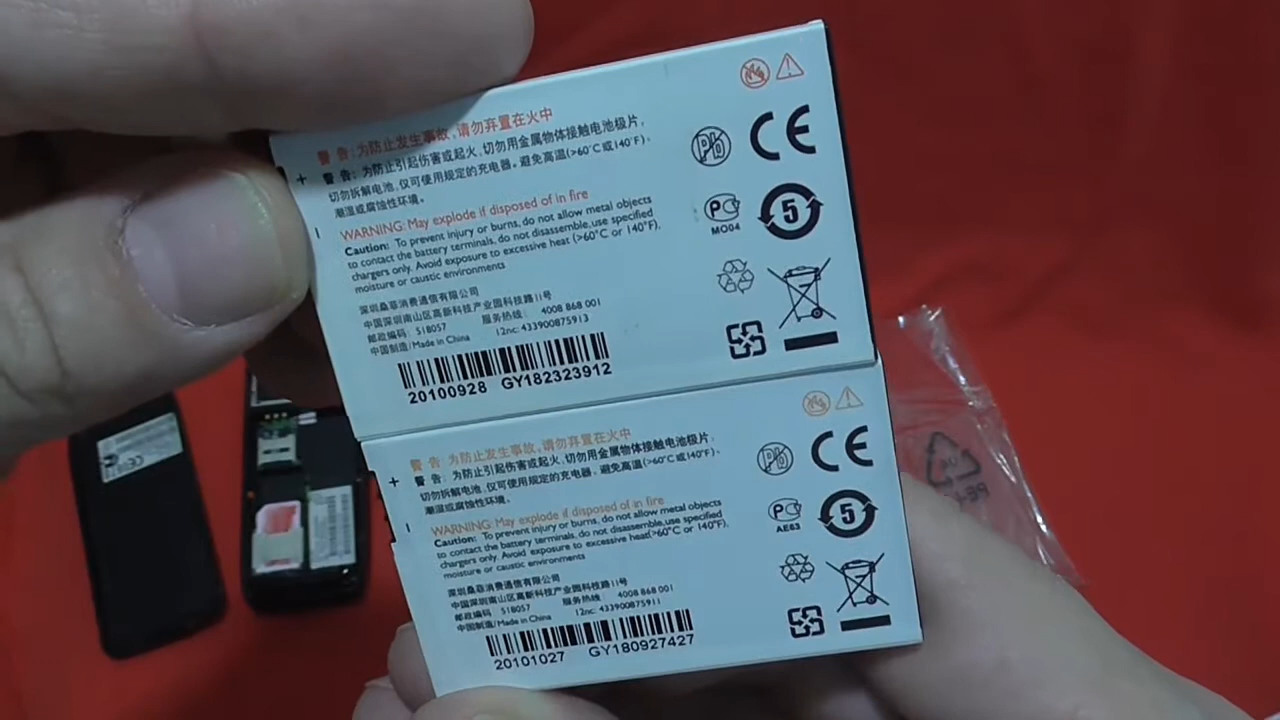 警 告：为防止发生事故，请勿弃置在火中
警 告：为防止引起伤害或起火，切勿用金属物体接触电池极片，
切勿拆解电池，仅可使用规定的充电器。避免高温(>60°C 或140°F)、
潮湿或腐蚀性环境。
WARNING: May explode if disposed of in fire
Caution: To prevent injury or burns, do not allow metal objects
to contact the battery terminals, do not disassemble, use specified
chargers only. Avoid exposure to excessive heat (>60°C or 140°F),
moisture or caustic environments
深圳桑菲消费通信有限公司
中国深圳南山区高新科技产业园科技路11号
邮政编码: 518057 服务热线: 4008 868 001
中国制造/Made in China 12nc: 433900875913
20100928 GY182323912
+
-
CE
MO04
5
警 告 为防止发生事故，请勿弃置在火中
警 告：为防止引起伤害或起火，切勿用金属物体接触电池极片，
切勿拆解电池，仅可使用规定的充电器，避免高温(>60°C或140°F)、
潮湿或腐蚀性环境。
WARNING: May explode if disposed of in fire
Caution: To prevent injury or burns, do not allow metal objects
to contact the battery terminals, do not disassemble, use specified
chargers only. Avoid exposure to excessive heat(>60°C or 140°F),
moisture or caustic environments
深圳桑菲消费通信有限公司
中国深圳南山区高新科技产业园科技路11号
邮政编码 518057 服务热线 4008 868 001
中国制造/Made in China 12nc: 433900875911
20101027 GY180927427
+
-
CE
AE63
5